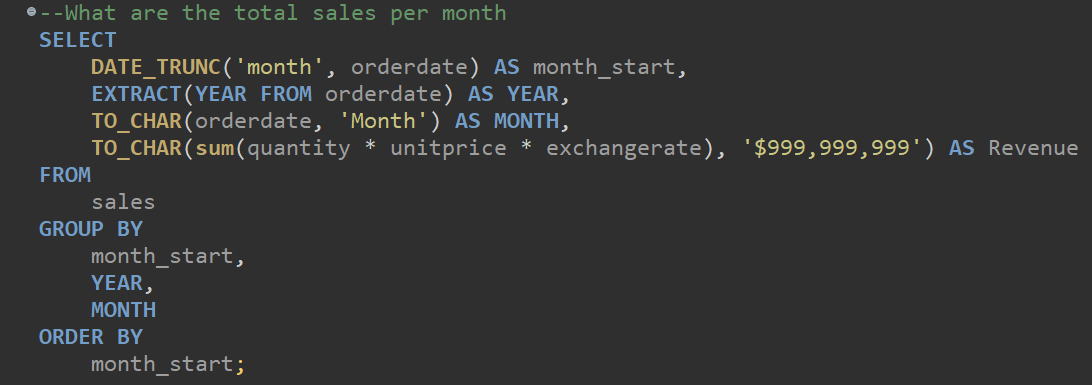 --What are the total sales per month
SELECT
    DATE_TRUNC('month', orderdate) AS month_start,
    EXTRACT(YEAR FROM orderdate) AS YEAR,
    TO_CHAR(orderdate, 'Month') AS MONTH,
    TO_CHAR(sum(quantity * unitprice * exchangerate), '$999,999,999') AS Revenue
FROM
    sales
GROUP BY
    month_start,
    YEAR,
    MONTH
ORDER BY
    month_start;